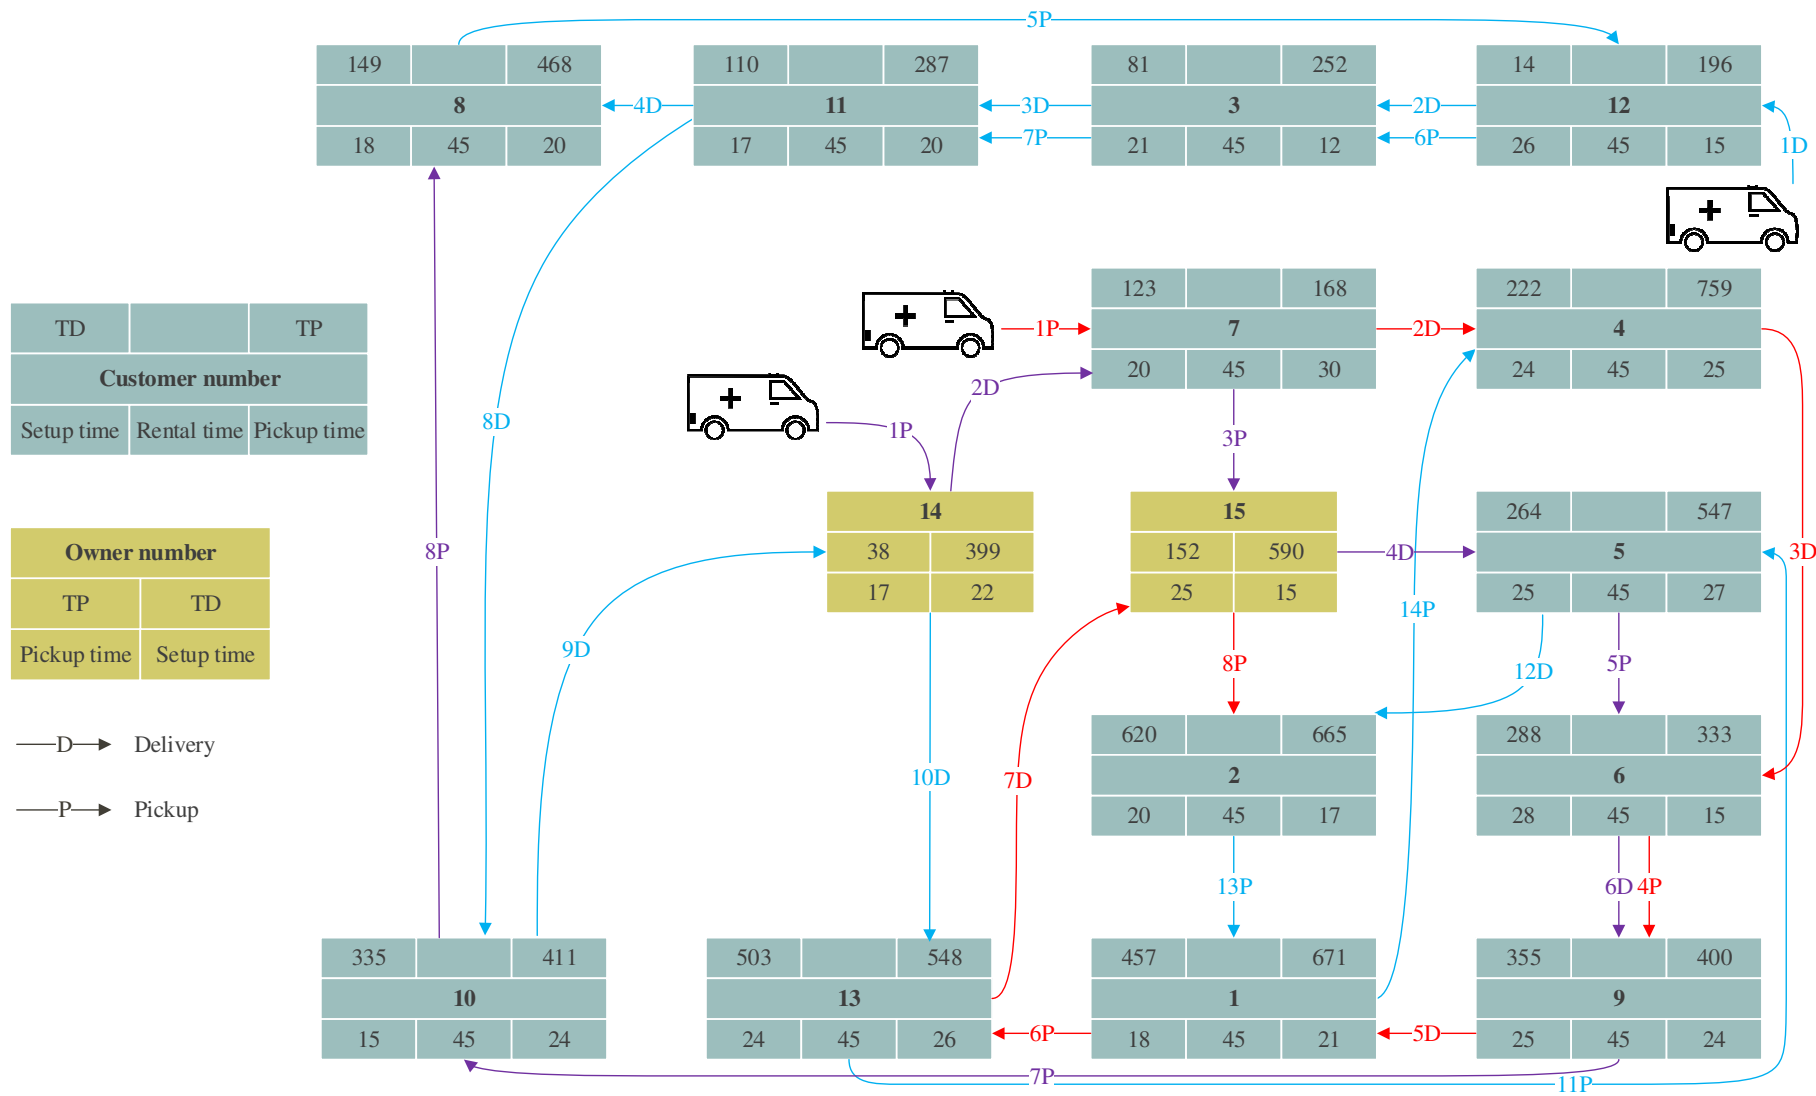 5P
149 468
8
18 45 20
4D
110 287
11
17 45 20
3D
7P
81 252
3
21 45 12
2D
6P
14 196
12
26 45 15
1D
TD TP
Customer number
Setup time Rental time Pickup time
8D
1P
123 168
7
20 45 30
2D
222 759
4
24 45 25
2D
1P
3P
Owner number
TP TD
Pickup time Setup time
8P
9D
14
38 399
17 22
15
152 590
25 15
4D
264 547
5
25 45 27
3D
14P
8P
12D
5P
D Delivery
P Pickup
10D
7D
620 665
2
20 45 17
288 333
6
28 45 15
13P
6D 4P
335 411
10
15 45 24
503 548
13
24 45 26
6P
457 671
1
18 45 21
5D
355 400
9
25 45 24
7P
11P